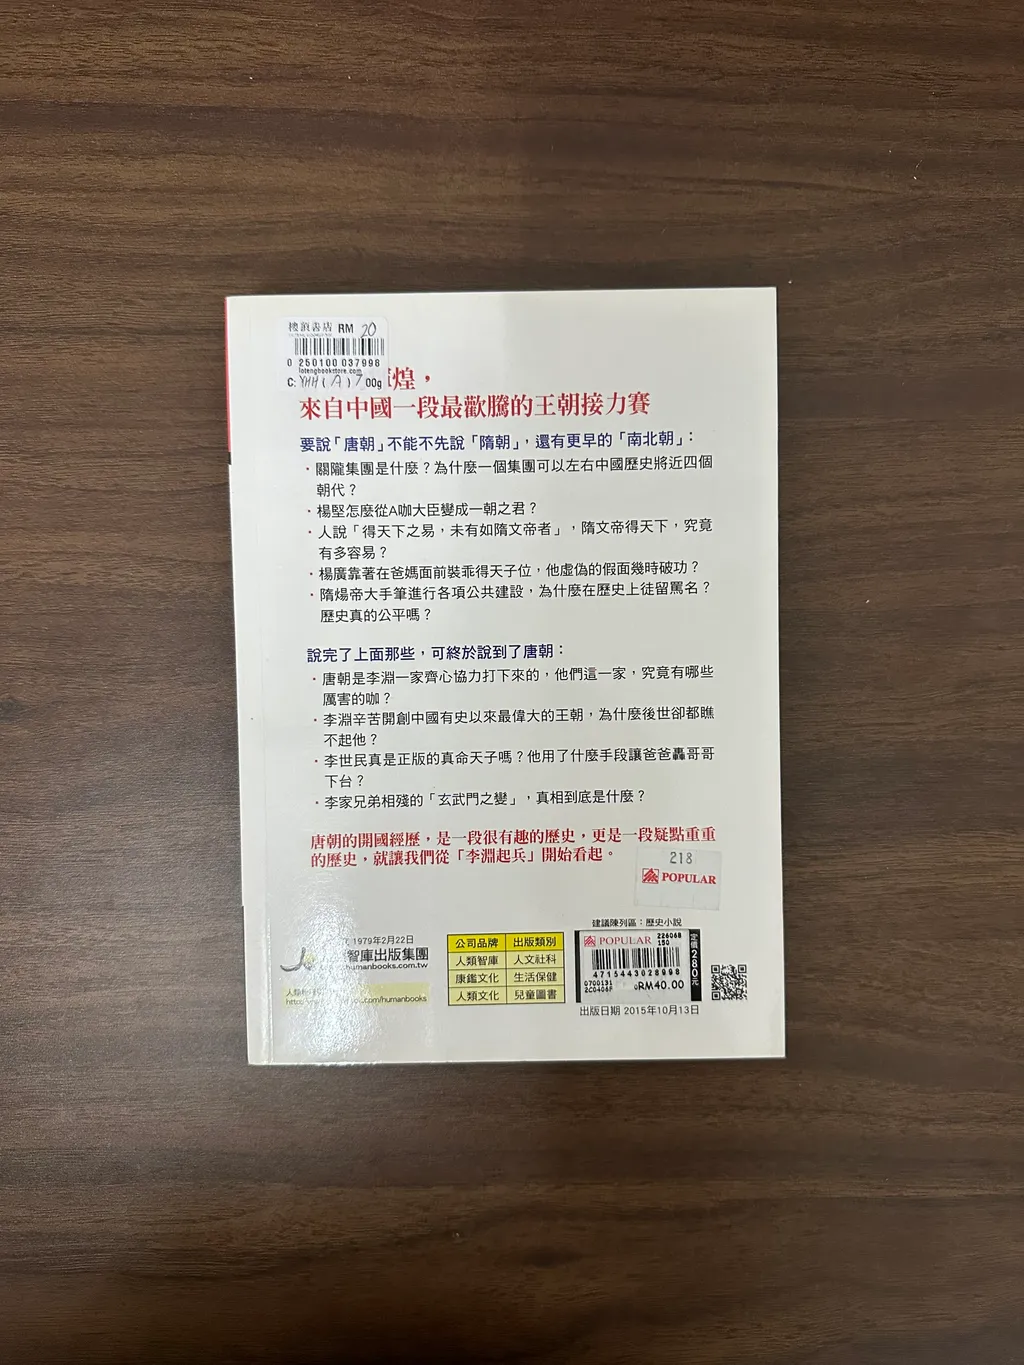 樓頂書店 RM 20
0 250100 037998
lotengbookstore.com
C: YHH (A) 7 00g
煌，
來自中國一段最歡騰的王朝接力賽
要說「唐朝」不能不先說「隋朝」，還有更早的「南北朝」：
·關隴集團是什麼？為什麼一個集團可以左右中國歷史將近四個
朝代？
·楊堅怎麼從A咖大臣變成一朝之君？
·人說「得天下之易，未有如隋文帝者」，隋文帝得天下，究竟
有多容易？
·楊廣靠著在爸媽面前裝乖得天子位，他虛偽的假面幾時破功？
·隋煬帝大手筆進行各項公共建設，為什麼在歷史上徒留罵名？
歷史真的公平嗎？
說完了上面那些，可終於說到了唐朝：
·唐朝是李淵一家齊心協力打下來的，他們這一家，究竟有哪些
厲害的咖？
·李淵辛苦開創中國有史以來最偉大的王朝，為什麼後世卻都瞧
不起他？
·李世民真是正版的真命天子嗎？他用了什麼手段讓爸爸轟哥哥
下台？
·李家兄弟相殘的「玄武門之變」，真相到底是什麼？
唐朝的開國經歷，是一段很有趣的歷史，更是一段疑點重重
的歷史，就讓我們從「李淵起兵」開始看起。
218
POPULAR
1979年2月22日
智庫出版集團
humanbooks.com.tw
.com/humanbooks
公司品牌 出版類別
人類智庫 人文社科
康鑑文化 生活保健
人類文化 兒童圖書
建議陳列區：歷史小說
POPULAR 226068
150
4715443028998
0700131
2C0406F
RM40.00
定價280元
出版日期 2015年10月13日